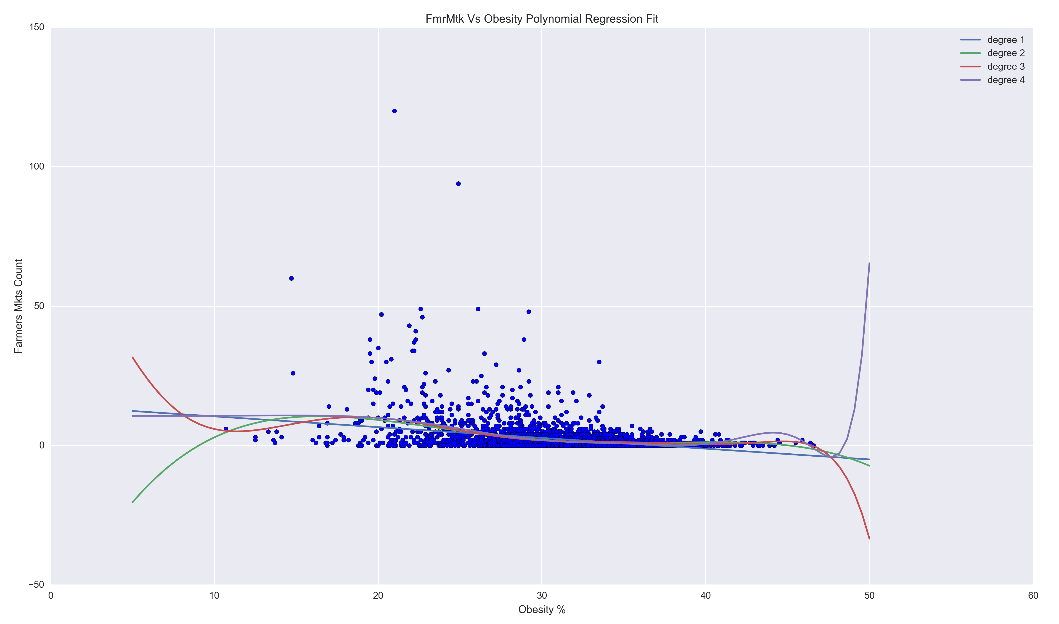 FmrMtk Vs Obesity Polynomial Regression Fit
150
100
50
0
−50
Farmers Mkts Count
degree 1
degree 2
degree 3
degree 4
0 10 20 30 40 50 60
Obesity %